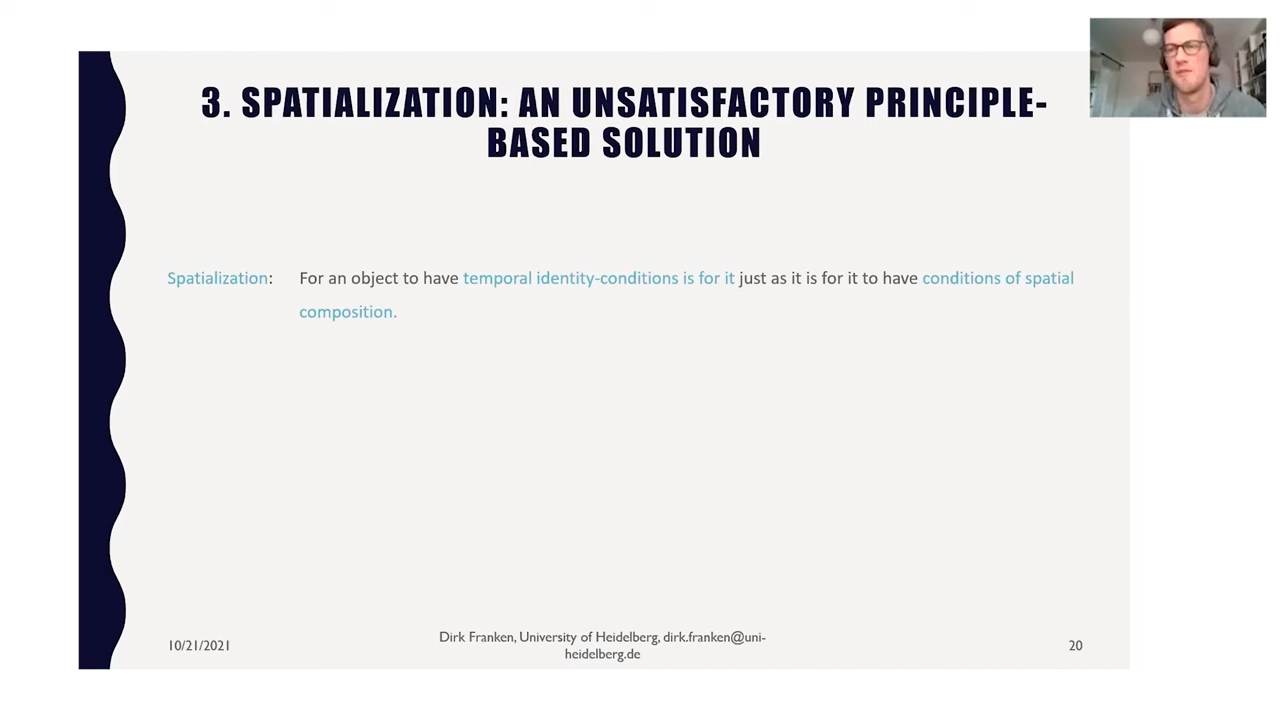 3. SPATIALIZATION: AN UNSATISFACTORY PRINCIPLE-
BASED SOLUTION
Spatialization: For an object to have temporal identity-conditions is for it just as it is for it to have conditions of spatial
composition.
10/21/2021
Dirk Franken, University of Heidelberg, dirk.franken@uni-
heidelberg.de
20